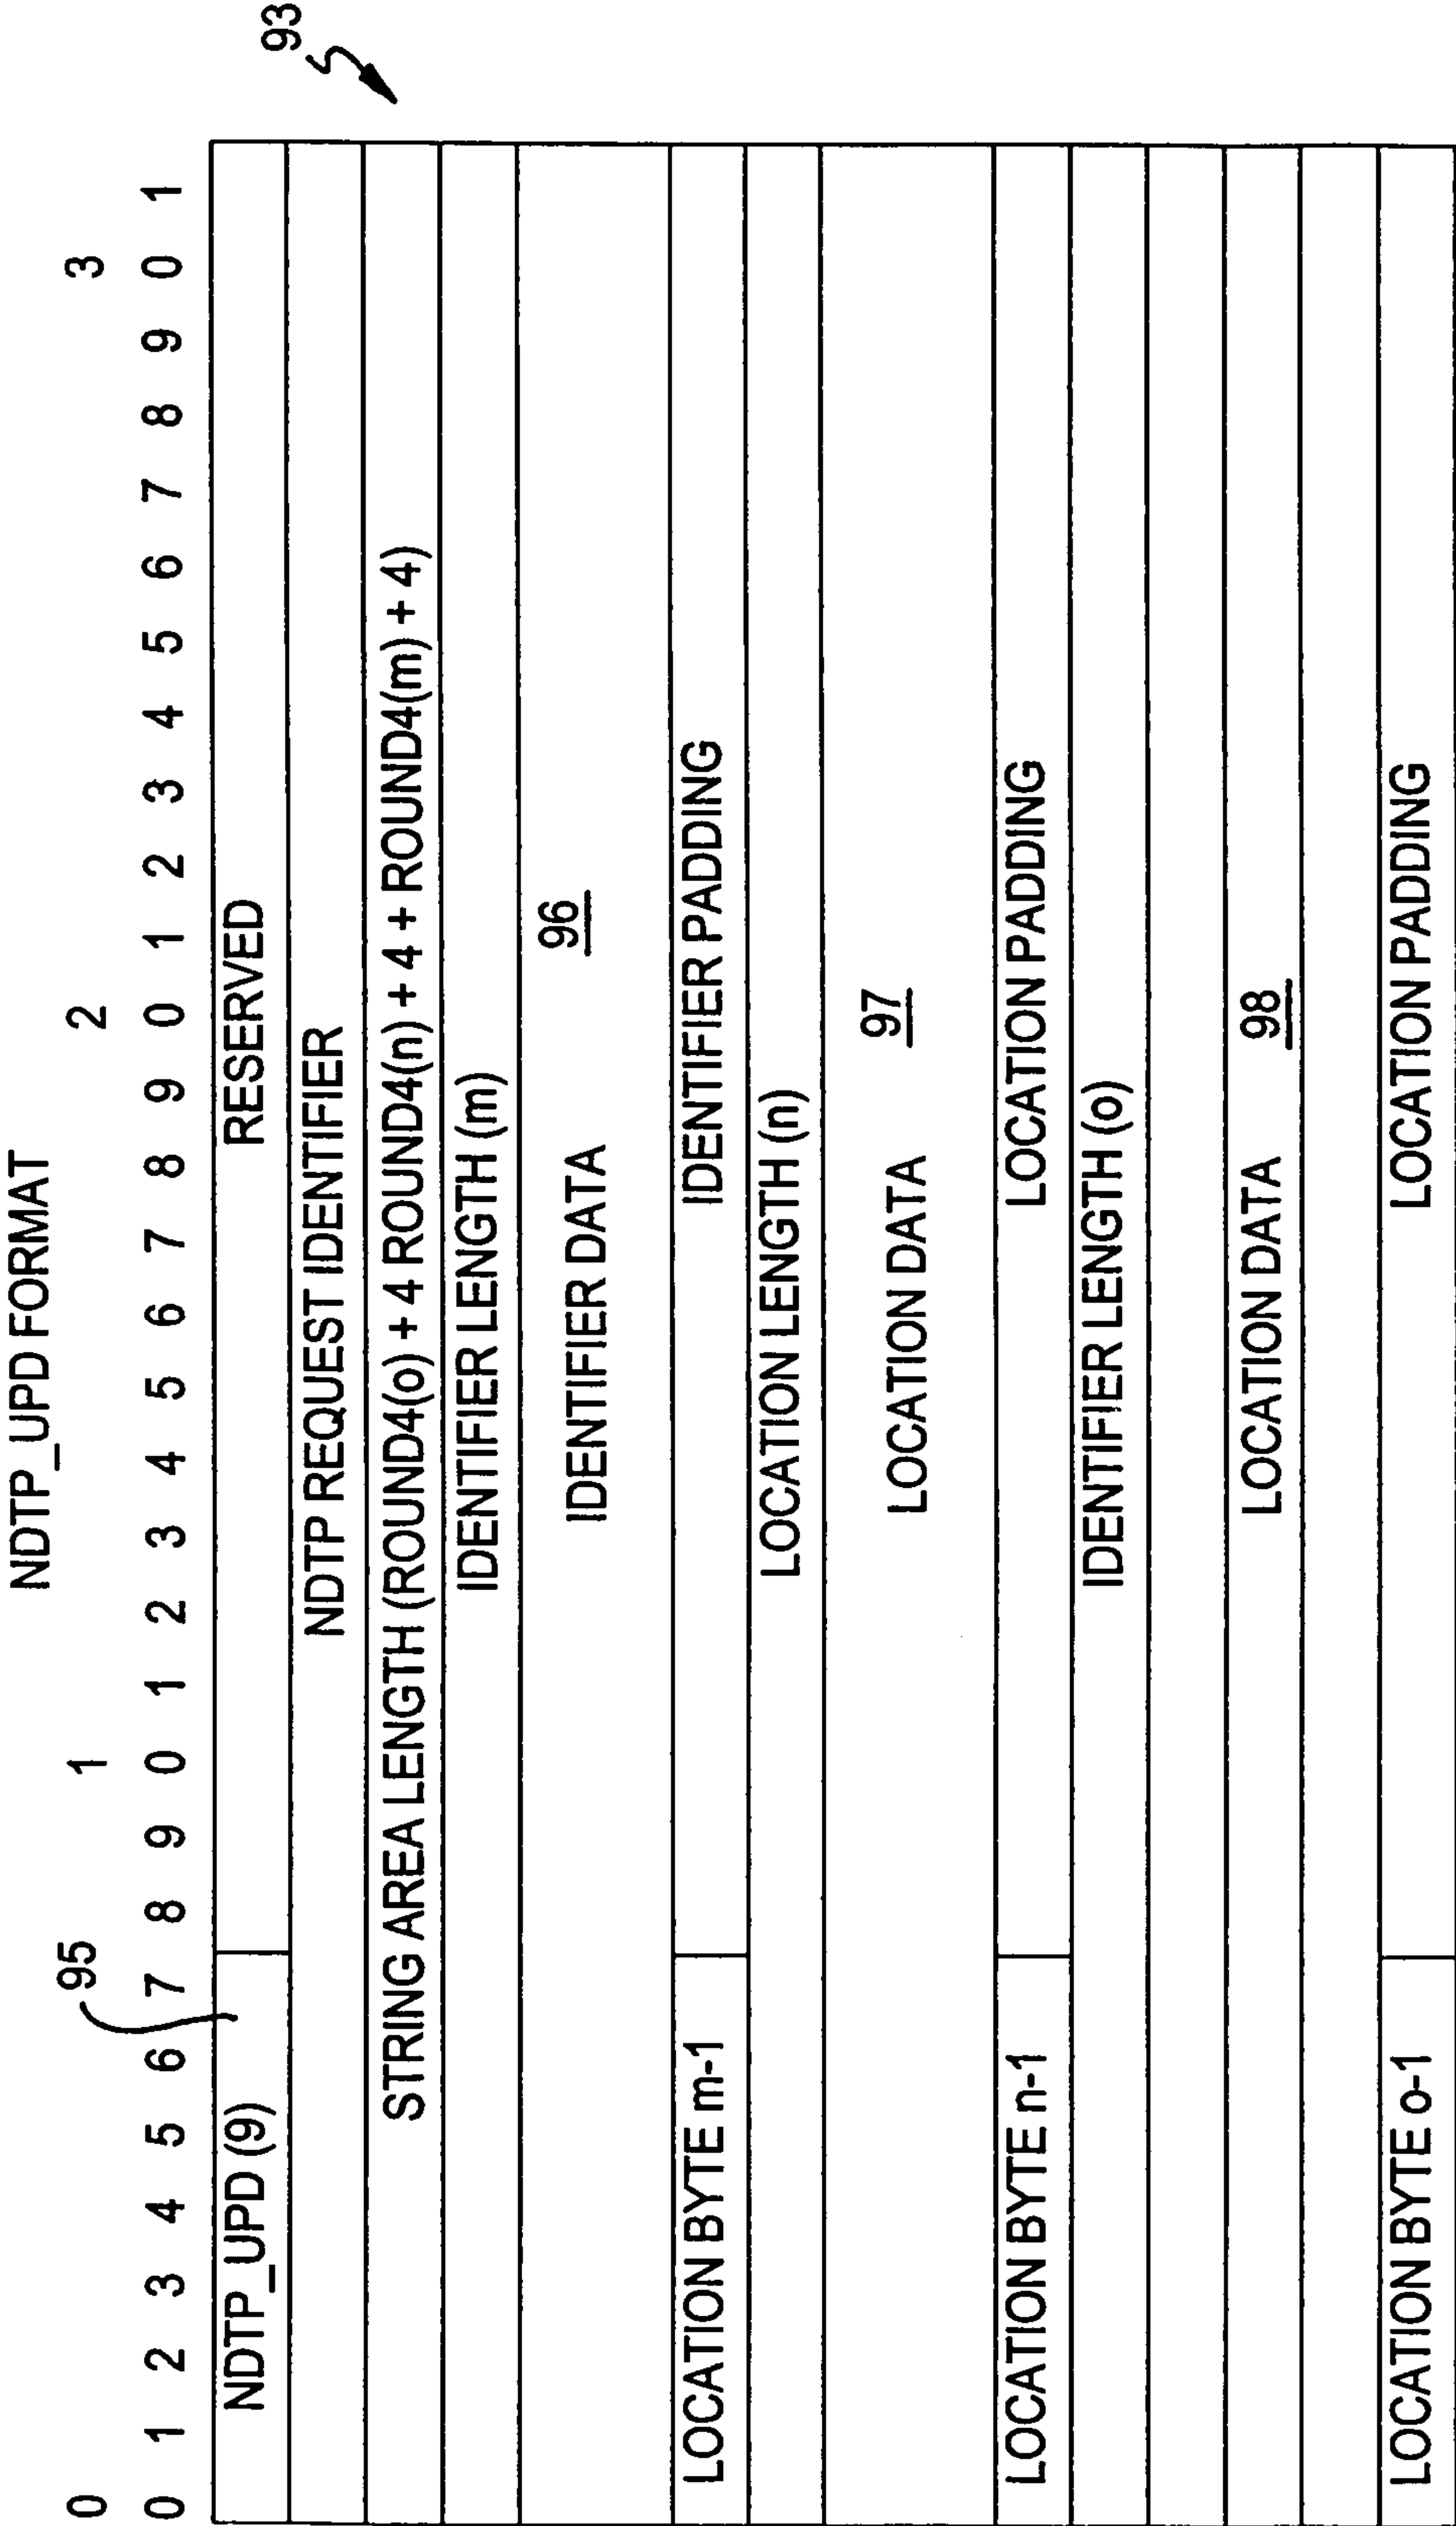 NDTP_UPD FORMAT
0 1 2 3
0 1 2 3 4 5 6 7 8 9 0 1 2 3 4 5 6 7 8 9 0 1 2 3 4 5 6 7 8 9 0 1
95
93
NDTP_UPD (9) RESERVED
NDTP REQUEST IDENTIFIER
STRING AREA LENGTH (ROUND4(o) + 4 ROUND4(n) + 4 + ROUND4(m) + 4)
IDENTIFIER LENGTH (m)
IDENTIFIER DATA 96
LOCATION BYTE m-1 IDENTIFIER PADDING
LOCATION LENGTH (n)
LOCATION DATA 97
LOCATION BYTE n-1 LOCATION PADDING
IDENTIFIER LENGTH (o)
LOCATION DATA 98
LOCATION BYTE o-1 LOCATION PADDING